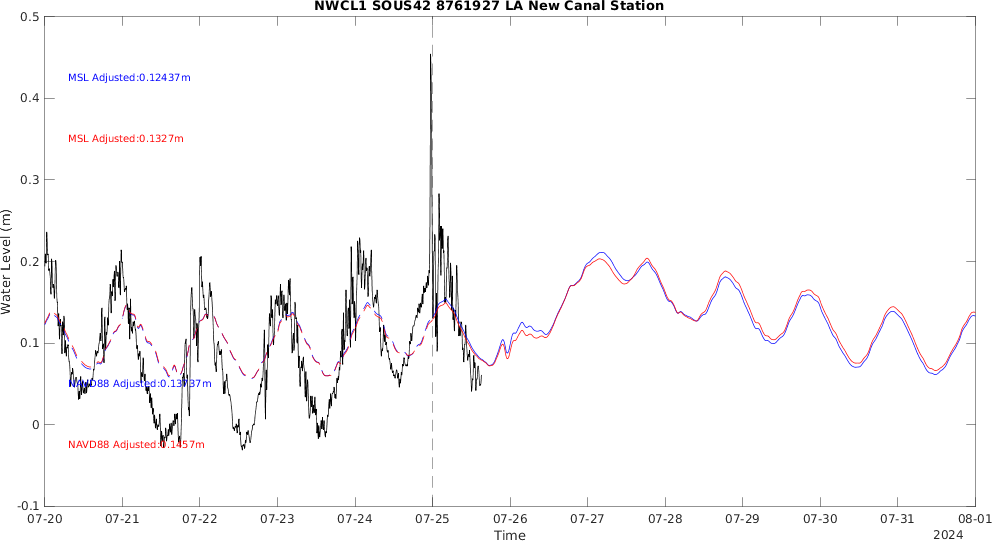 NWCL1 SOUS42 8761927 LA New Canal Station
0.5
MSL Adjusted:0.12437m
0.4
MSL Adjusted:0.1327m
0.3
0.2
Water Level (m)
0.1
NAVD88 Adjusted:0.13737m
0
NAVD88 Adjusted:0.1457m
-0.1
07-20 07-21 07-22 07-23 07-24 07-25 07-26 07-27 07-28 07-29 07-30 07-31 08-01
Time
2024